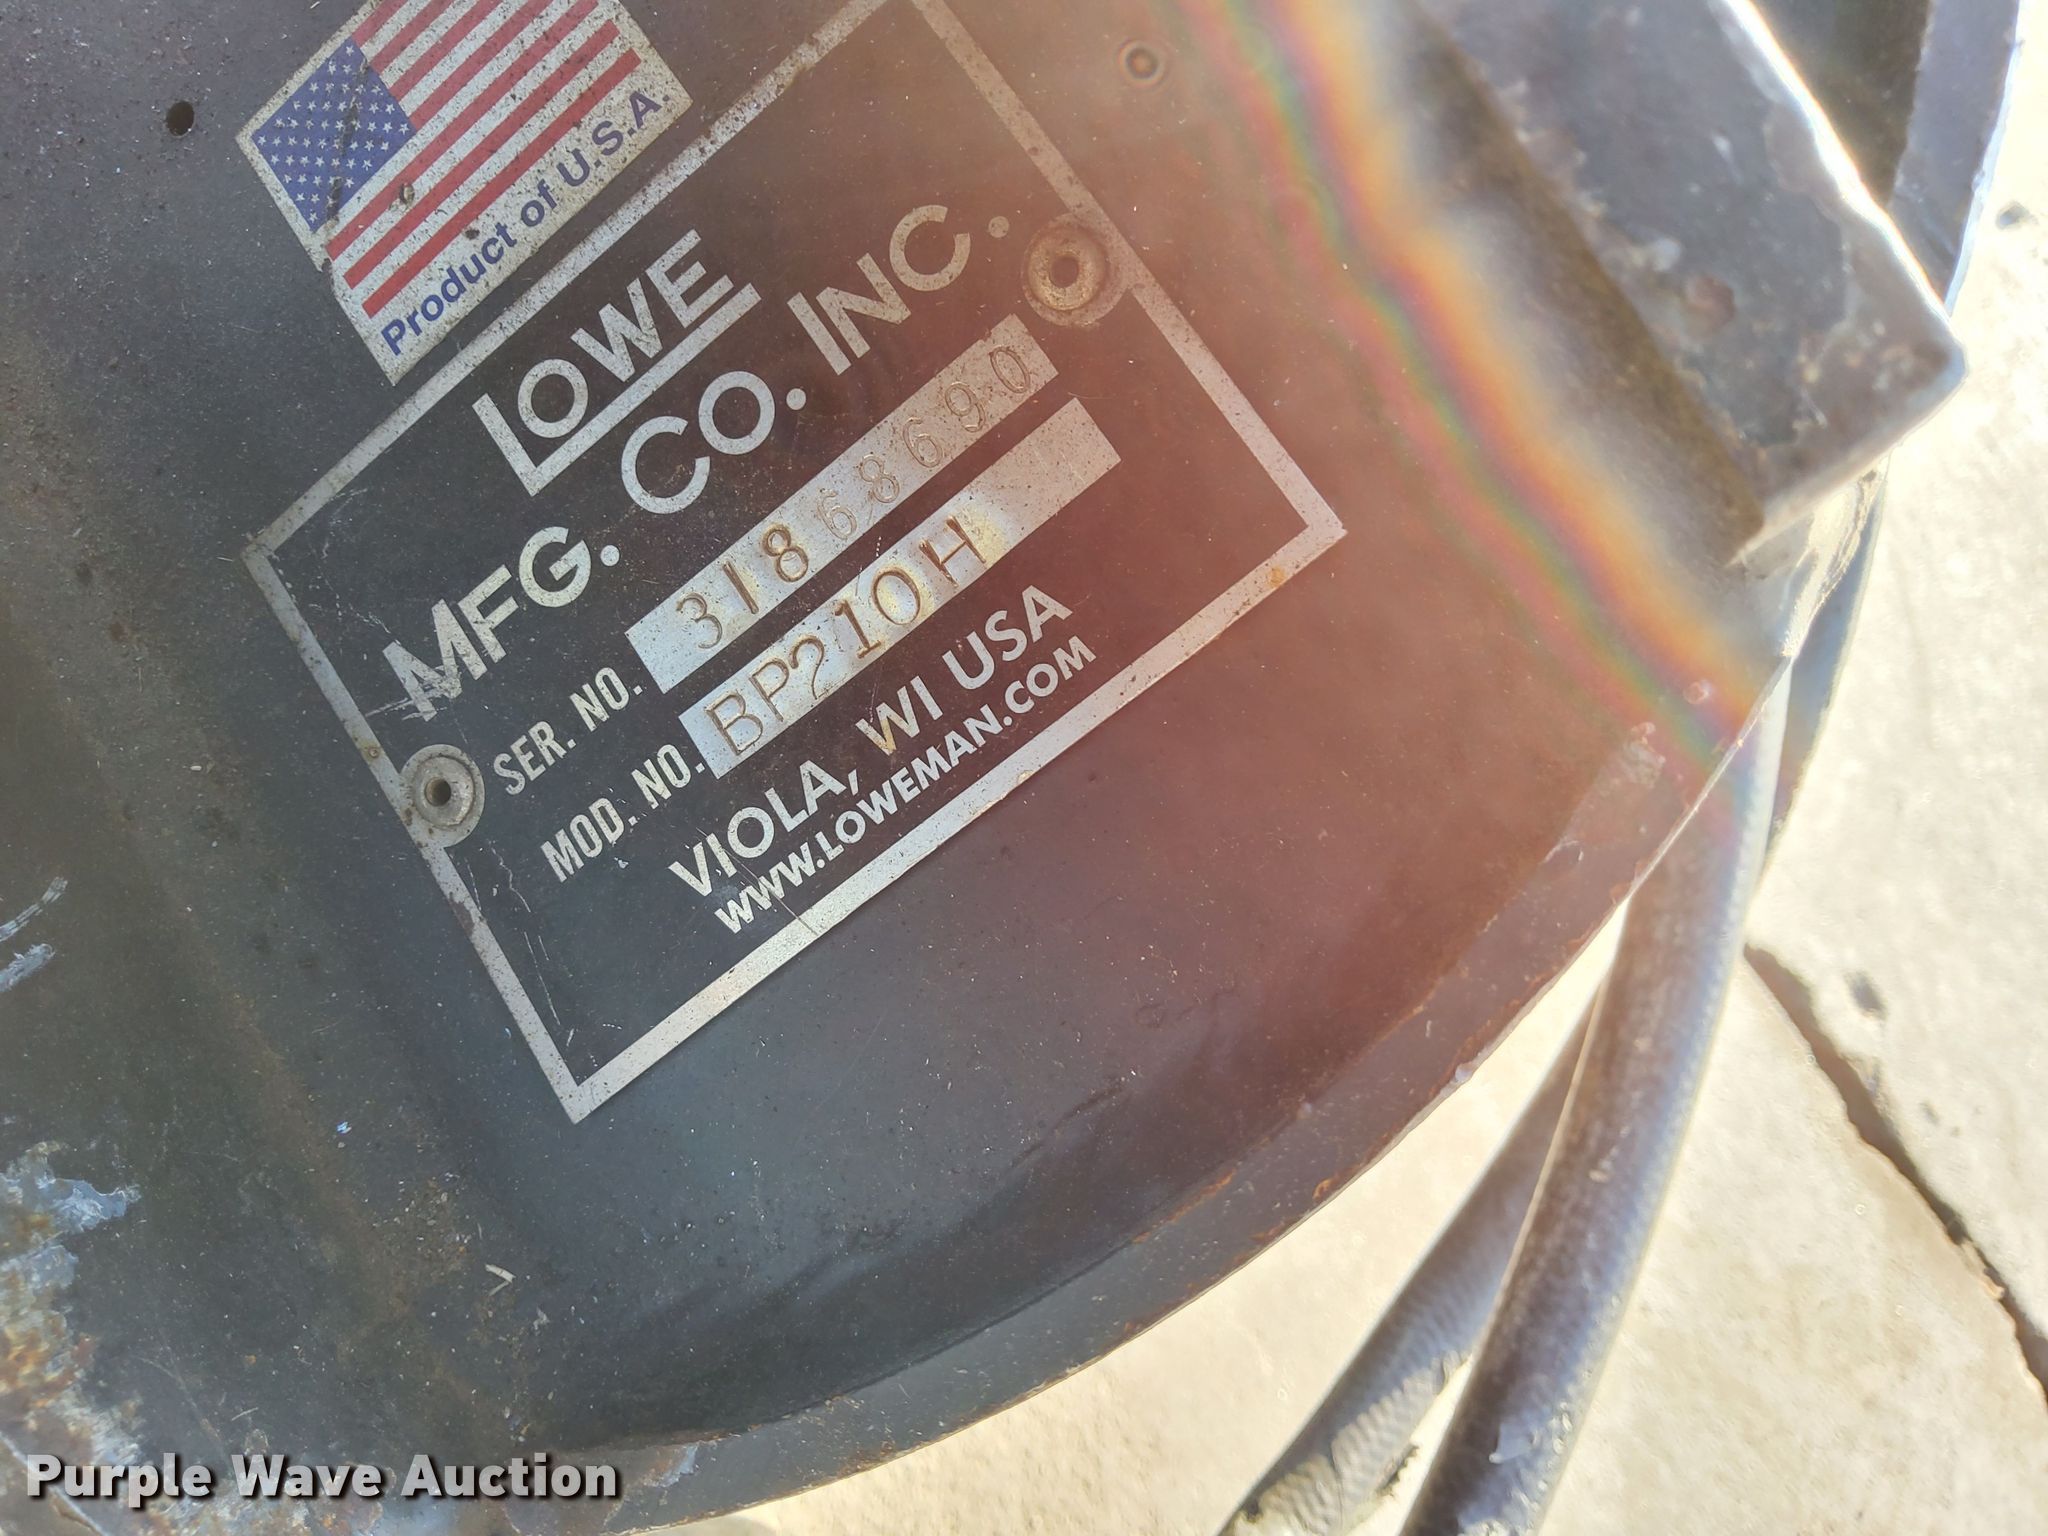 Product of U.S.A.
LOWE
MFG. CO. INC.
SER. NO. 31868690
MOD. NO. BP210H
VIOLA, WI USA
WWW.LOWEMAN.COM
Purple Wave Auction